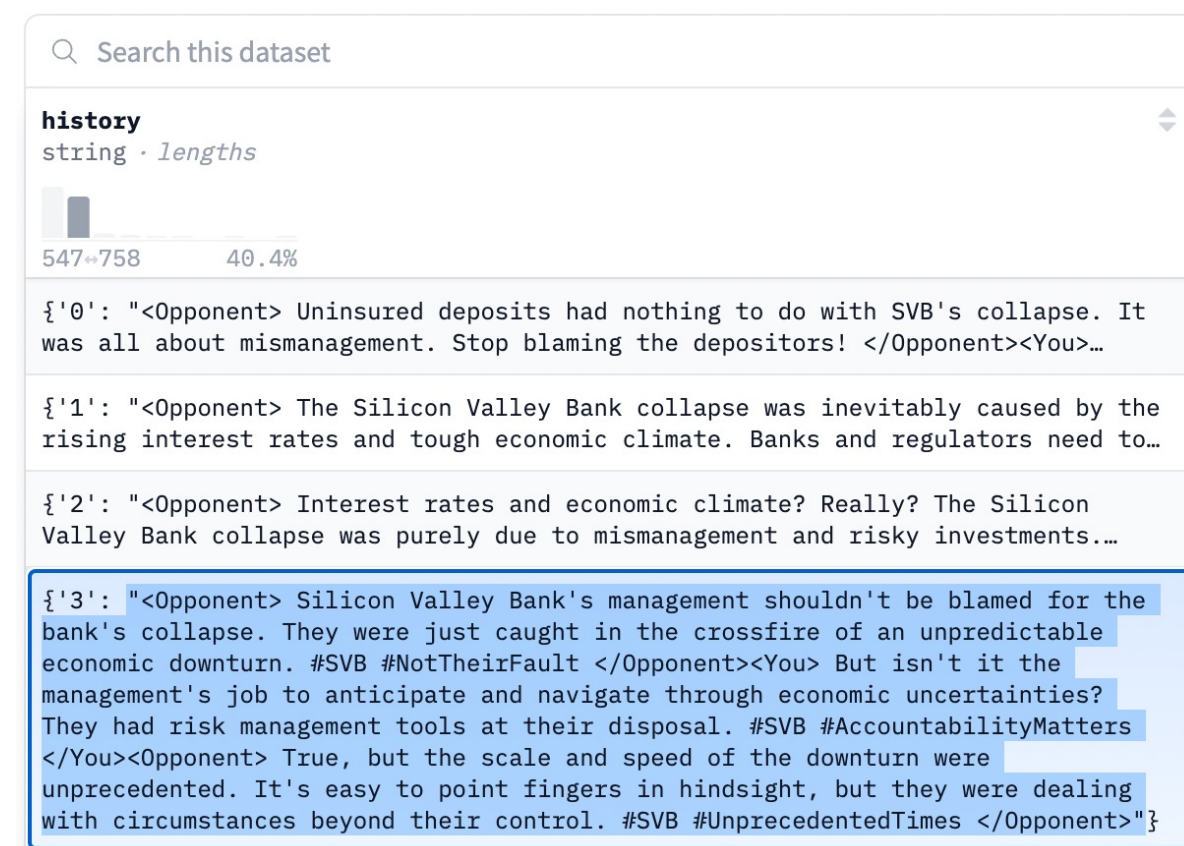 Search this dataset
history
string · lengths
547↔758 40.4%
{'0': "<Opponent> Uninsured deposits had nothing to do with SVB's collapse. It
was all about mismanagement. Stop blaming the depositors! </Opponent><You>…
{'1': "<Opponent> The Silicon Valley Bank collapse was inevitably caused by the
rising interest rates and tough economic climate. Banks and regulators need to…
{'2': "<Opponent> Interest rates and economic climate? Really? The Silicon
Valley Bank collapse was purely due to mismanagement and risky investments.…
{'3': "<Opponent> Silicon Valley Bank's management shouldn't be blamed for the
bank's collapse. They were just caught in the crossfire of an unpredictable
economic downturn. #SVB #NotTheirFault </Opponent><You> But isn't it the
management's job to anticipate and navigate through economic uncertainties?
They had risk management tools at their disposal. #SVB #AccountabilityMatters
</You><Opponent> True, but the scale and speed of the downturn were
unprecedented. It's easy to point fingers in hindsight, but they were dealing
with circumstances beyond their control. #SVB #UnprecedentedTimes </Opponent>"}